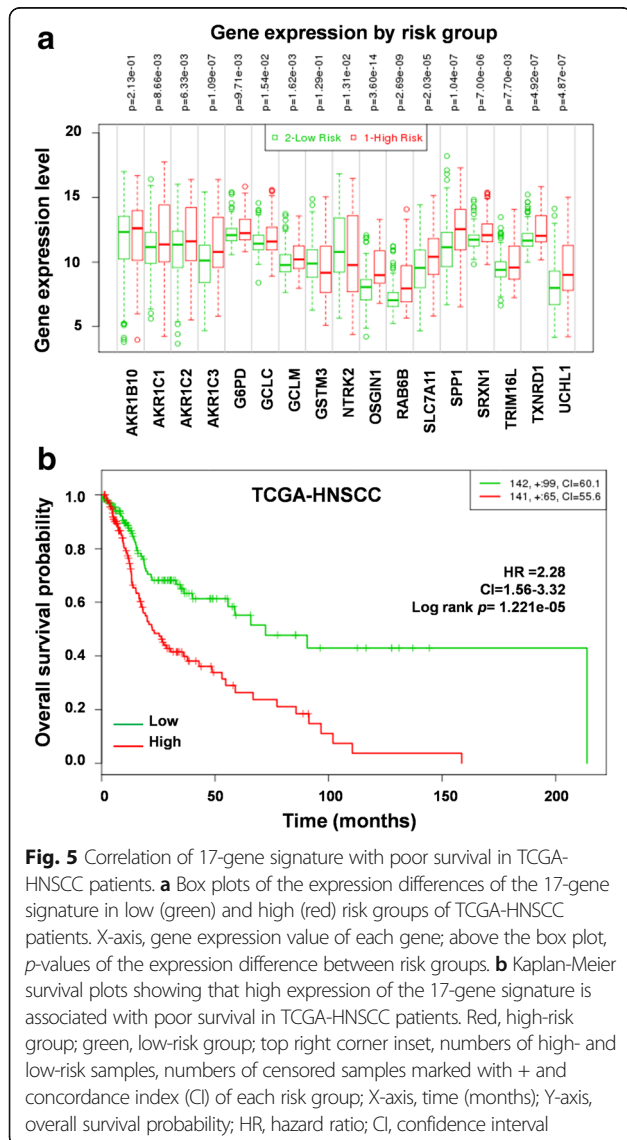 a
Gene expression by risk group
p=2.13e-01
p=8.66e-03
p=6.33e-03
p=1.09e-07
p=9.71e-03
p=1.54e-02
p=1.62e-03
p=1.29e-01
p=1.31e-02
p=3.60e-14
p=2.69e-09
p=2.03e-05
p=1.04e-07
p=7.00e-06
p=7.70e-03
p=4.92e-07
p=4.87e-07
2-Low Risk 1-High Risk
Gene expression level
20
15
10
5
AKR1B10
AKR1C1
AKR1C2
AKR1C3
G6PD
GCLC
GCLM
GSTM3
NTRK2
OSGIN1
RAB6B
SLC7A11
SPP1
SRXN1
TRIM16L
TXNRD1
UCHL1
b
TCGA-HNSCC
142, +:99, CI=60.1
141, +:65, CI=55.6
HR =2.28
CI=1.56-3.32
Log rank p= 1.221e-05
Overall survival probability
1.0
0.8
0.6
0.4
0.2
0.0
Low
High
0 50 100 150 200
Time (months)
Fig. 5 Correlation of 17-gene signature with poor survival in TCGA-
HNSCC patients. a Box plots of the expression differences of the 17-gene
signature in low (green) and high (red) risk groups of TCGA-HNSCC
patients. X-axis, gene expression value of each gene; above the box plot,
p-values of the expression difference between risk groups. b Kaplan-Meier
survival plots showing that high expression of the 17-gene signature is
associated with poor survival in TCGA-HNSCC patients. Red, high-risk
group; green, low-risk group; top right corner inset, numbers of high- and
low-risk samples, numbers of censored samples marked with + and
concordance index (CI) of each risk group; X-axis, time (months); Y-axis,
overall survival probability; HR, hazard ratio; CI, confidence interval